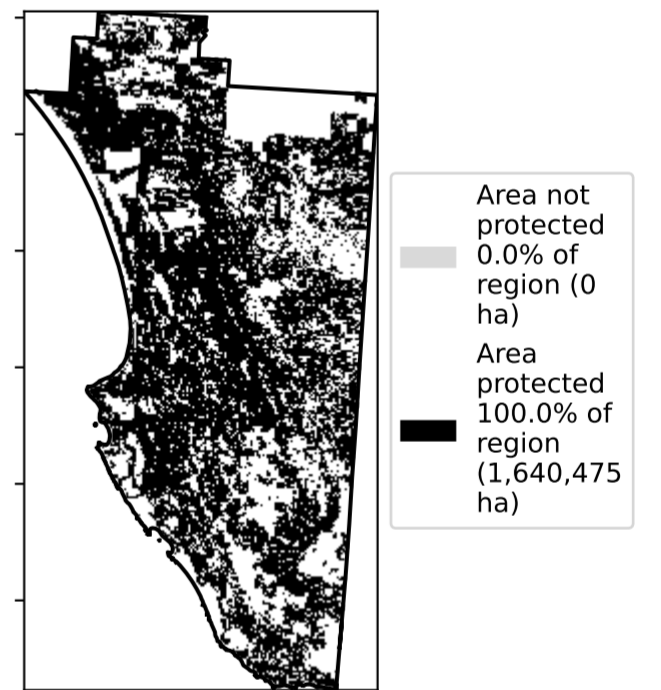 Area not
protected
0.0% of
region (0
ha)
Area
protected
100.0% of
region
(1,640,475
ha)